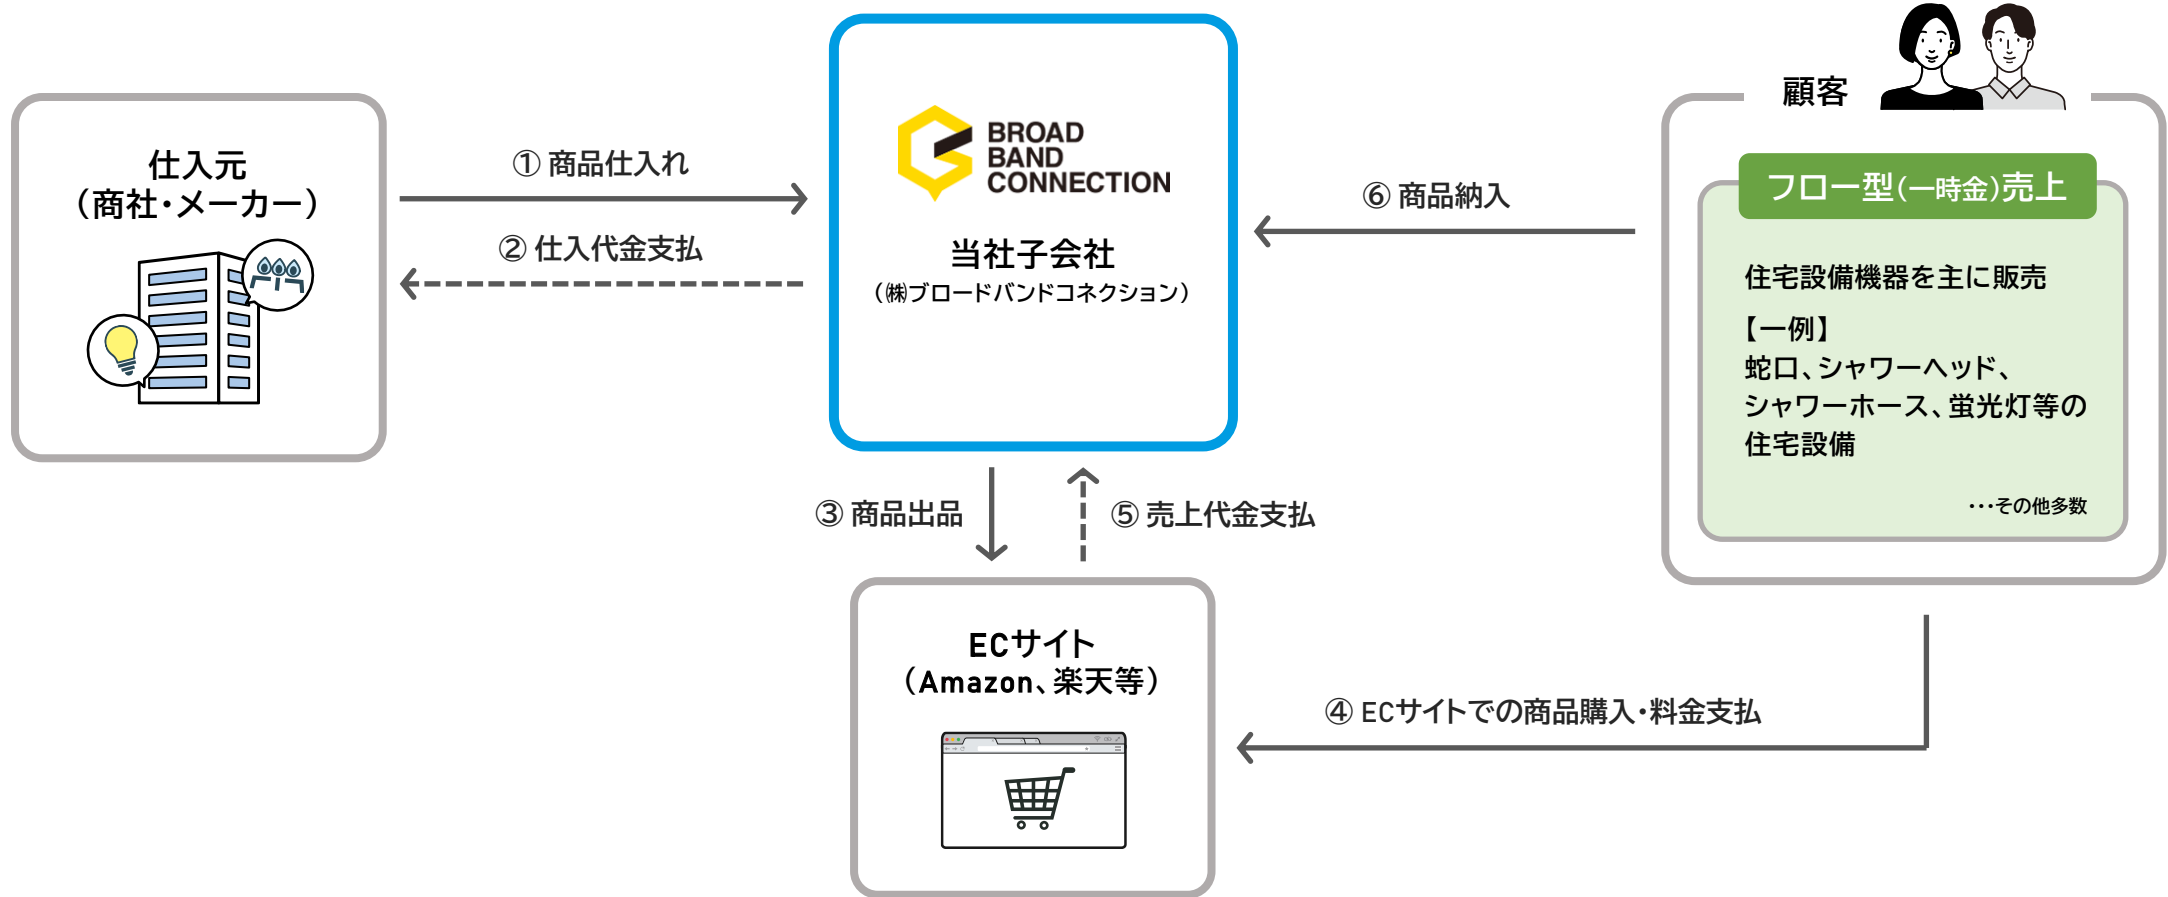 仕入元
（商社・メーカー）
① 商品仕入れ
② 仕入代金支払
BROAD
BAND
CONNECTION
当社子会社
（㈱ブロードバンドコネクション）
③ 商品出品
⑤ 売上代金支払
ECサイト
（Amazon、楽天等）
④ ECサイトでの商品購入・料金支払
⑥ 商品納入
顧客
フロー型（一時金）売上
住宅設備機器を主に販売
【一例】
蛇口、シャワーヘッド、
シャワーホース、蛍光灯等の
住宅設備
･･･その他多数